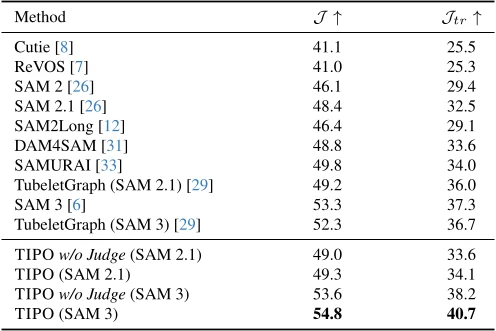 Method J ↑ J_tr ↑
Cutie [8] 41.1 25.5
ReVOS [7] 41.0 25.3
SAM 2 [26] 46.1 29.4
SAM 2.1 [26] 48.4 32.5
SAM2Long [12] 46.4 29.1
DAM4SAM [31] 48.8 33.6
SAMURAI [33] 49.8 34.0
TubeletGraph (SAM 2.1) [29] 49.2 36.0
SAM 3 [6] 53.3 37.3
TubeletGraph (SAM 3) [29] 52.3 36.7
TIPO w/o Judge (SAM 2.1) 49.0 33.6
TIPO (SAM 2.1) 49.3 34.1
TIPO w/o Judge (SAM 3) 53.6 38.2
TIPO (SAM 3) 54.8 40.7